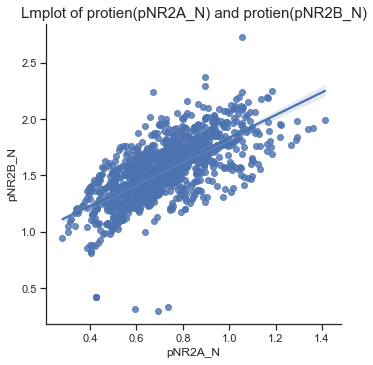 Lmplot of protien(pNR2A_N) and protien(pNR2B_N)
2.5
2.0
1.5
1.0
0.5
pNR2B_N
0.4 0.6 0.8 1.0 1.2 1.4
pNR2A_N